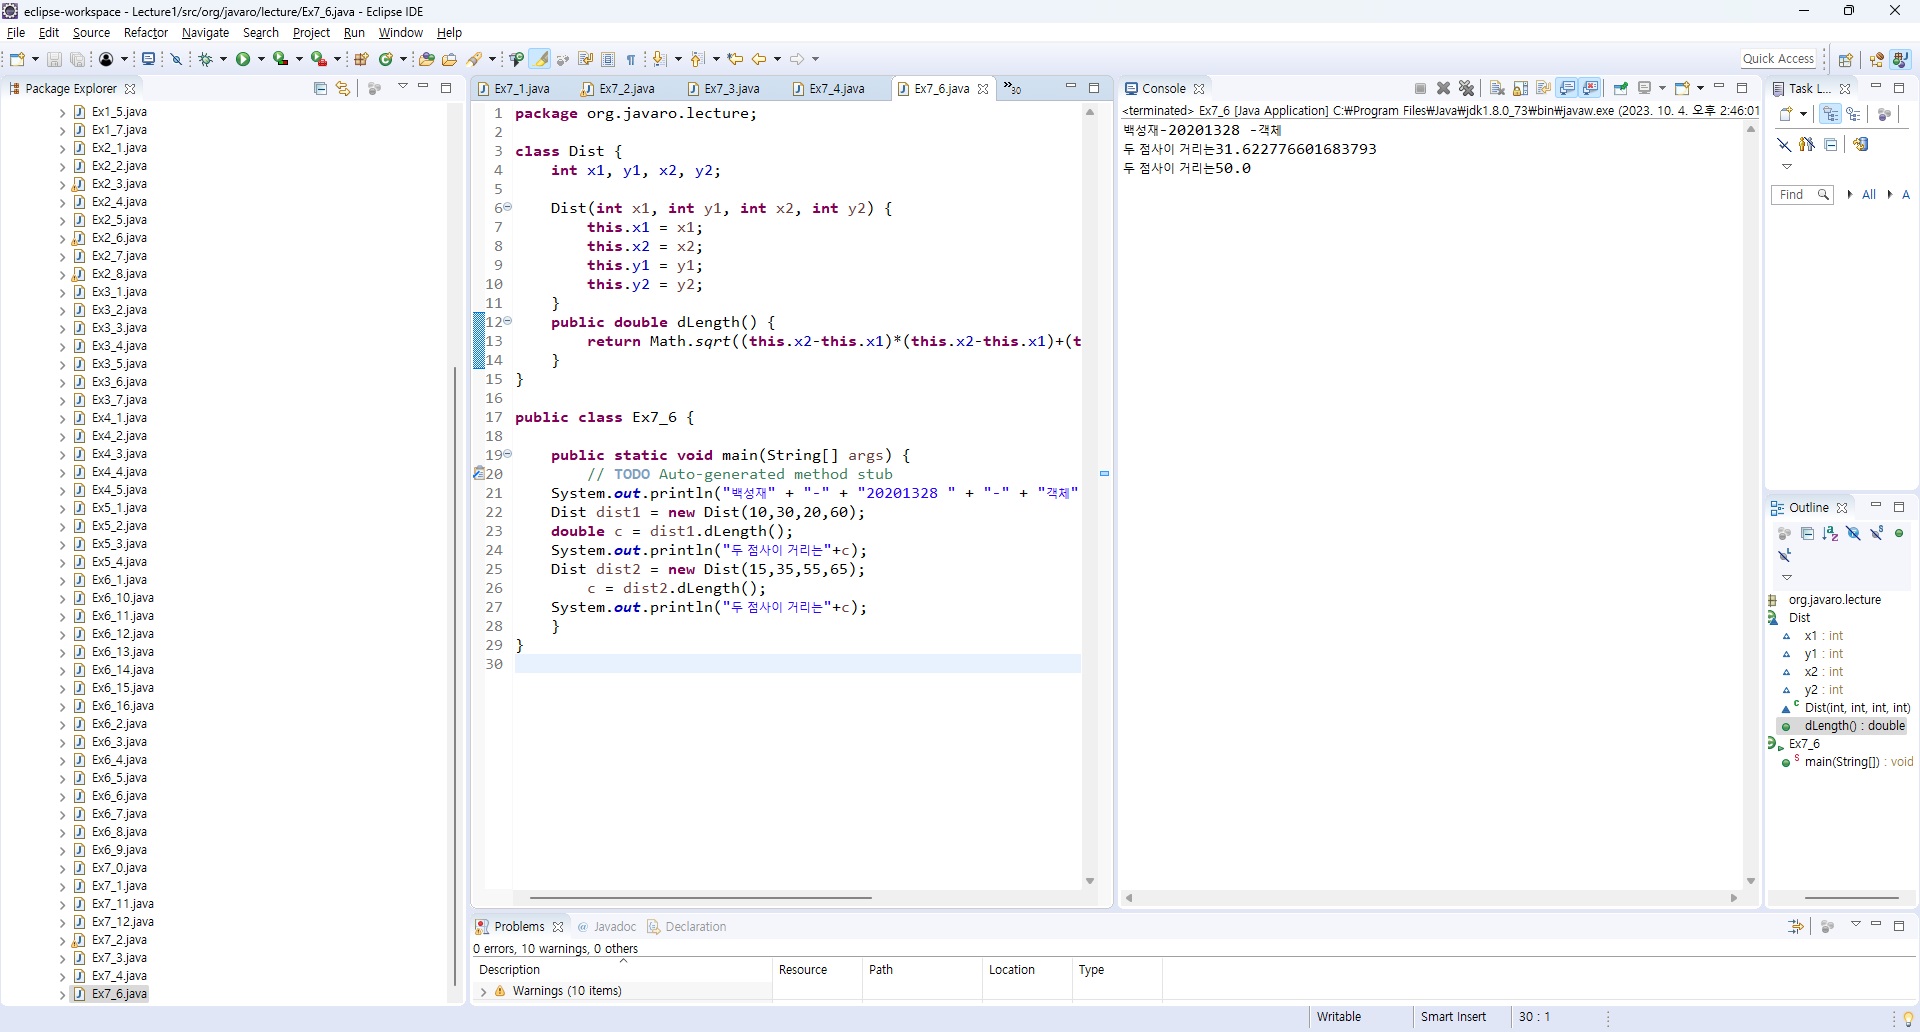 eclipse-workspace - Lecture1/src/org/javaro/lecture/Ex7_6.java - Eclipse IDE
File Edit Source Refactor Navigate Search Project Run Window Help
Quick Access
Package Explorer
Ex1_5.java
Ex1_7.java
Ex2_1.java
Ex2_2.java
Ex2_3.java
Ex2_4.java
Ex2_5.java
Ex2_6.java
Ex2_7.java
Ex2_8.java
Ex3_1.java
Ex3_2.java
Ex3_3.java
Ex3_4.java
Ex3_5.java
Ex3_6.java
Ex3_7.java
Ex4_1.java
Ex4_2.java
Ex4_3.java
Ex4_4.java
Ex4_5.java
Ex5_1.java
Ex5_2.java
Ex5_3.java
Ex5_4.java
Ex6_1.java
Ex6_10.java
Ex6_11.java
Ex6_12.java
Ex6_13.java
Ex6_14.java
Ex6_15.java
Ex6_16.java
Ex6_2.java
Ex6_3.java
Ex6_4.java
Ex6_5.java
Ex6_6.java
Ex6_7.java
Ex6_8.java
Ex6_9.java
Ex7_0.java
Ex7_1.java
Ex7_11.java
Ex7_12.java
Ex7_2.java
Ex7_3.java
Ex7_4.java
Ex7_6.java
Ex7_1.java Ex7_2.java Ex7_3.java Ex7_4.java Ex7_6.java »30
1 package org.javaro.lecture;
2
3 class Dist {
4 int x1, y1, x2, y2;
5
6 Dist(int x1, int y1, int x2, int y2) {
7 this.x1 = x1;
8 this.x2 = x2;
9 this.y1 = y1;
10 this.y2 = y2;
11 }
12 public double dLength() {
13 return Math.sqrt((this.x2-this.x1)*(this.x2-this.x1)+(t
14 }
15 }
16
17 public class Ex7_6 {
18
19 public static void main(String[] args) {
20 // TODO Auto-generated method stub
21 System.out.println("백성재" + "-" + "20201328 " + "-" + "객체"
22 Dist dist1 = new Dist(10,30,20,60);
23 double c = dist1.dLength();
24 System.out.println("두 점사이 거리는"+c);
25 Dist dist2 = new Dist(15,35,55,65);
26 c = dist2.dLength();
27 System.out.println("두 점사이 거리는"+c);
28 }
29 }
30
Console
<terminated> Ex7_6 [Java Application] C:₩Program Files₩Java₩jdk1.8.0_73₩bin₩javaw.exe (2023. 10. 4. 오후 2:46:01
백성재-20201328 -객체
두 점사이 거리는31.622776601683793
두 점사이 거리는50.0
Task L...
Find All A
Outline
org.javaro.lecture
Dist
x1 : int
y1 : int
x2 : int
y2 : int
Dist(int, int, int, int)
dLength() : double
Ex7_6
main(String[]) : void
Problems Javadoc Declaration
0 errors, 10 warnings, 0 others
Description Resource Path Location Type
Warnings (10 items)
Writable Smart Insert 30 : 1